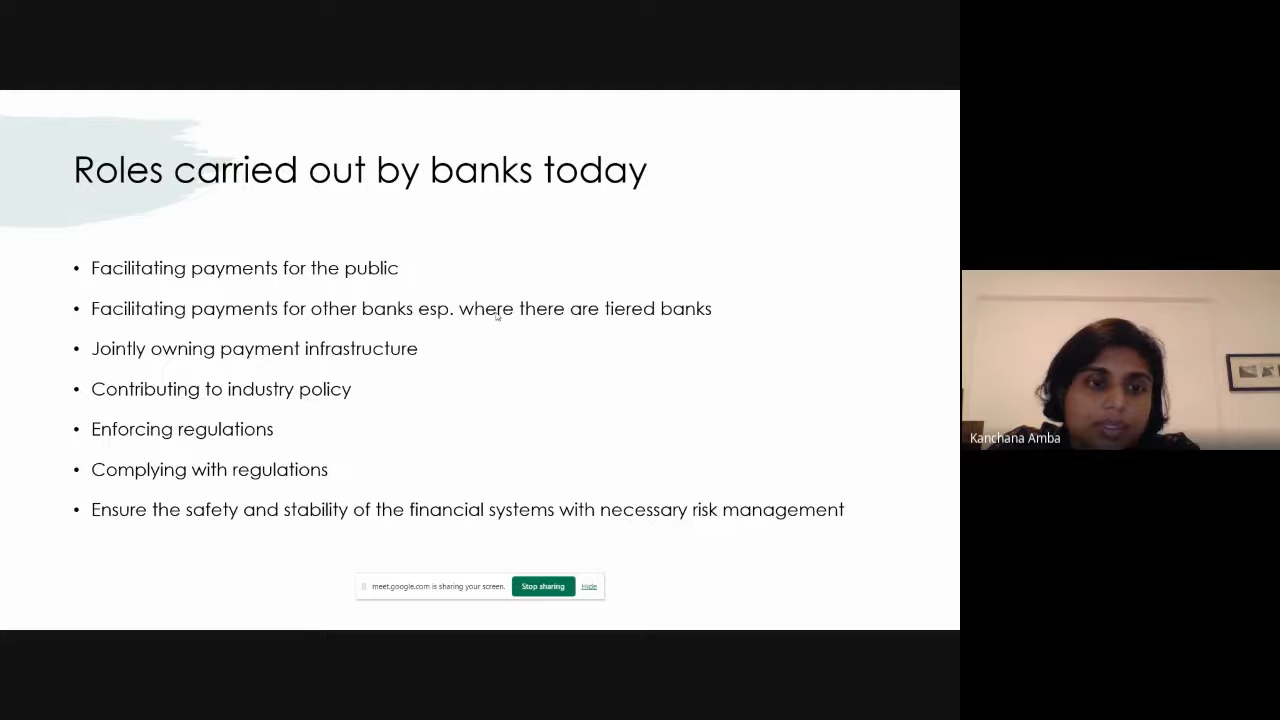 Roles carried out by banks today
• Facilitating payments for the public
• Facilitating payments for other banks esp. where there are tiered banks
• Jointly owning payment infrastructure
• Contributing to industry policy
• Enforcing regulations
• Complying with regulations
• Ensure the safety and stability of the financial systems with necessary risk management
meet.google.com is sharing your screen. Stop sharing Hide
Kanchana Amba